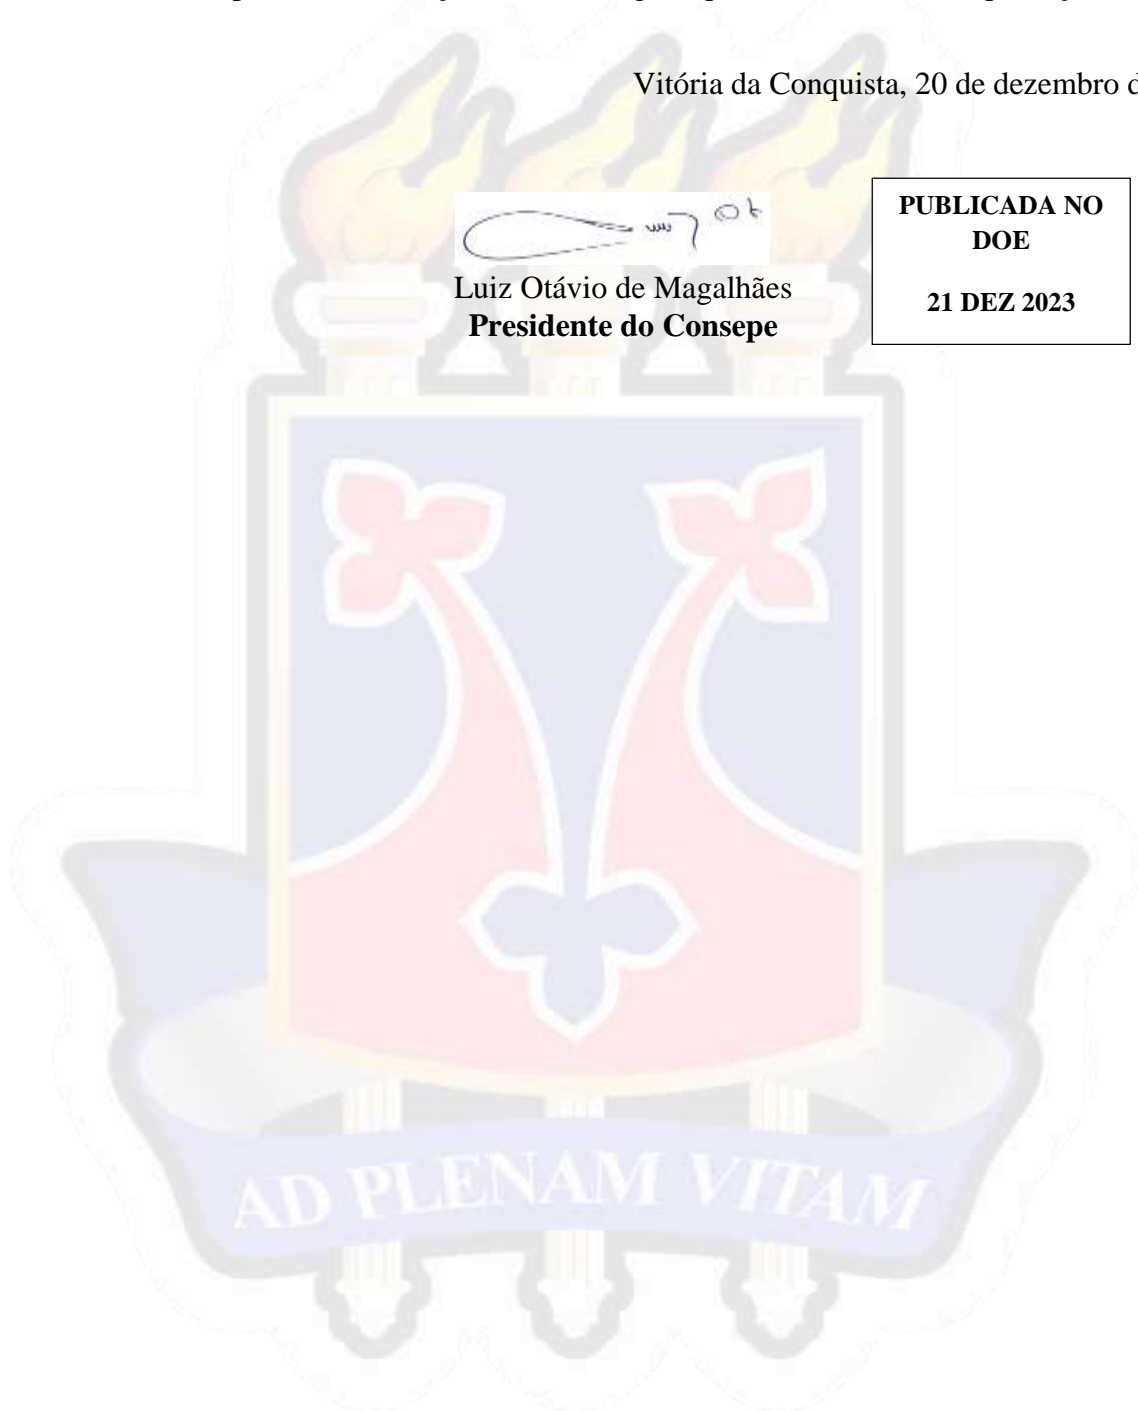 Vitória da Conquista, 20 de dezembro d
Luiz Otávio de Magalhães
Presidente do Consepe
PUBLICADA NO
DOE
21 DEZ 2023
AD PLENAM VITAM